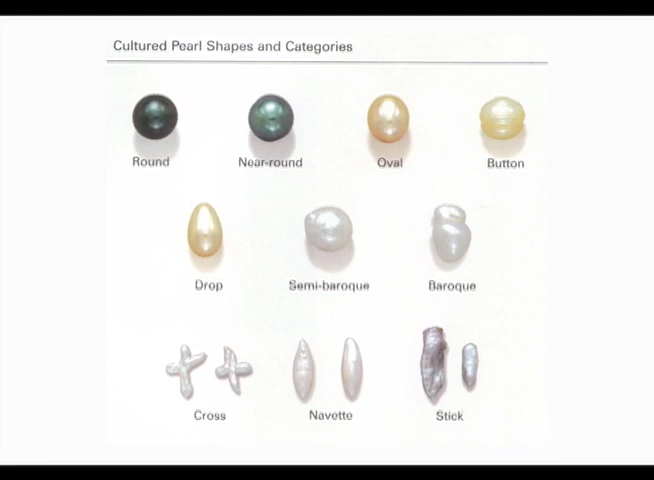 Cultured Pearl Shapes and Categories
Round Near-round Oval Button
Drop Semi-baroque Baroque
Cross Navette Stick